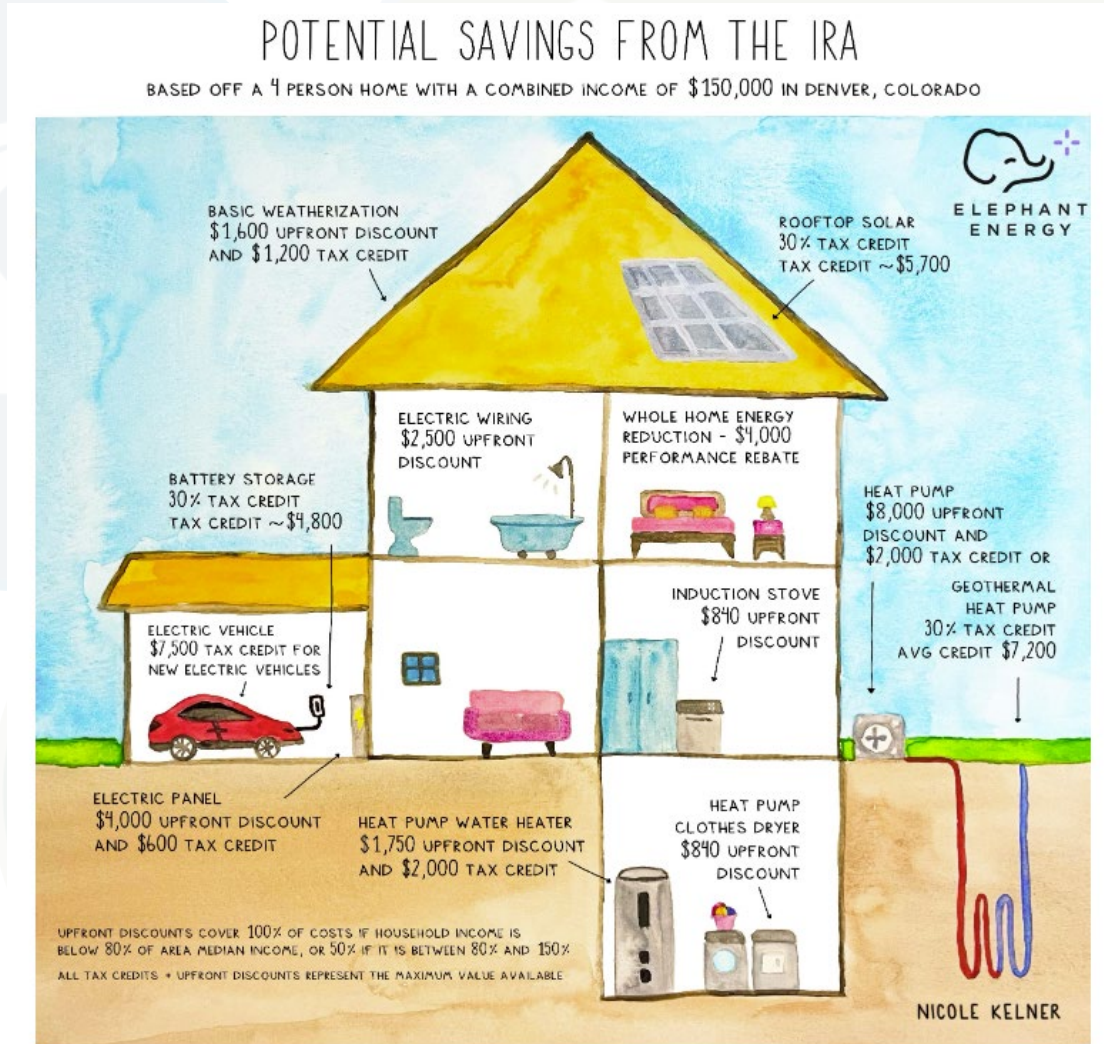 POTENTIAL SAVINGS FROM THE IRA
BASED OFF A 4 PERSON HOME WITH A COMBINED INCOME OF $150,000 IN DENVER, COLORADO
ELEPHANT
ENERGY
BASIC WEATHERIZATION
$1,600 UPFRONT DISCOUNT
AND $1,200 TAX CREDIT
ROOFTOP SOLAR
30% TAX CREDIT
TAX CREDIT ~$5,700
ELECTRIC WIRING
$2,500 UPFRONT
DISCOUNT
WHOLE HOME ENERGY
REDUCTION - $4,000
PERFORMANCE REBATE
BATTERY STORAGE
30% TAX CREDIT
TAX CREDIT ~$4,800
HEAT PUMP
$8,000 UPFRONT
DISCOUNT AND
$2,000 TAX CREDIT OR
GEOTHERMAL
HEAT PUMP
30% TAX CREDIT
AVG CREDIT $7,200
INDUCTION STOVE
$840 UPFRONT
DISCOUNT
ELECTRIC VEHICLE
$7,500 TAX CREDIT FOR
NEW ELECTRIC VEHICLES
ELECTRIC PANEL
$4,000 UPFRONT DISCOUNT
AND $600 TAX CREDIT
HEAT PUMP WATER HEATER
$1,750 UPFRONT DISCOUNT
AND $2,000 TAX CREDIT
HEAT PUMP
CLOTHES DRYER
$840 UPFRONT
DISCOUNT
UPFRONT DISCOUNTS COVER 100% OF COSTS IF HOUSEHOLD INCOME IS
BELOW 80% OF AREA MEDIAN INCOME, OR 50% IF IT IS BETWEEN 80% AND 150%
ALL TAX CREDITS + UPFRONT DISCOUNTS REPRESENT THE MAXIMUM VALUE AVAILABLE
NICOLE KELNER